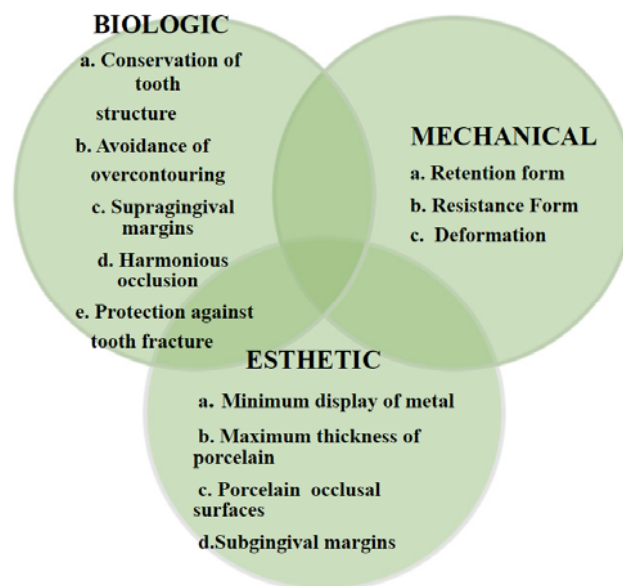 BIOLOGIC
a. Conservation of
tooth
structure
b. Avoidance of
overcontouring
c. Supragingival
margins
d. Harmonious
occlusion
e. Protection against
tooth fracture
MECHANICAL
a. Retention form
b. Resistance Form
c. Deformation
ESTHETIC
a. Minimum display of metal
b. Maximum thickness of
porcelain
c. Porcelain occlusal
surfaces
d.Subgingival margins